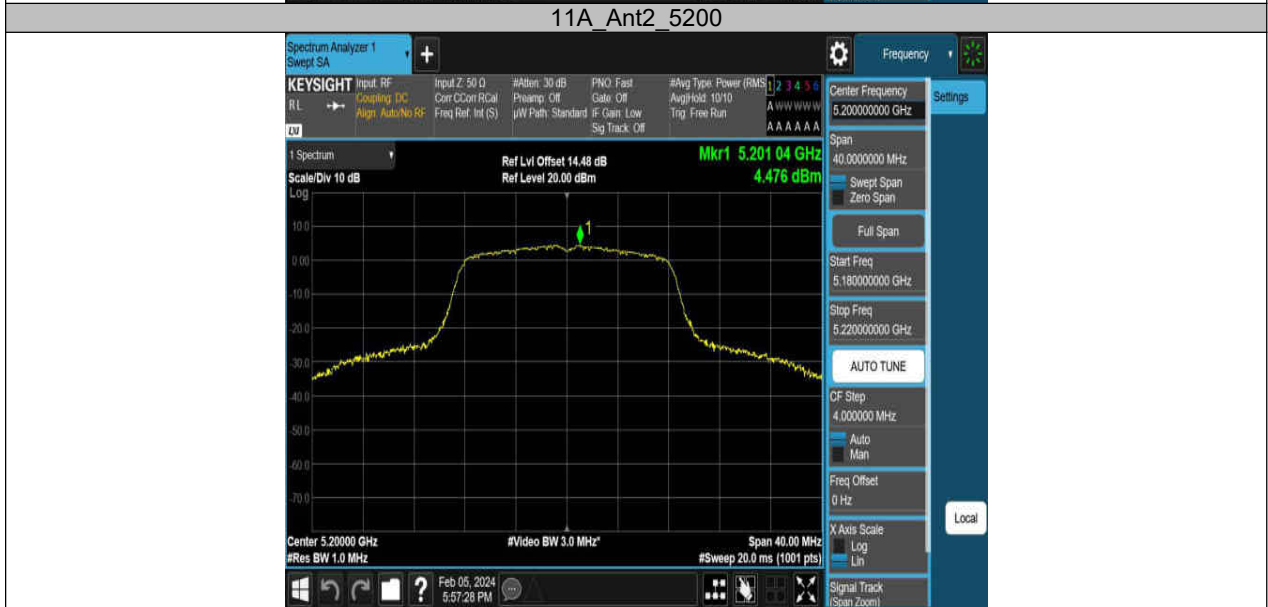 11A_Ant2_5200
Spectrum Analyzer 1
Swept SA
+
Frequency
KEYSIGHT
RL
LXI
Input: RF
Coupling: DC
Align: Auto/No RF
Input Z: 50 Ω
Corr CCorr RCal
Freq Ref: Int (S)
#Atten: 30 dB
Preamp: Off
µW Path: Standard
PNO: Fast
Gate: Off
IF Gain: Low
Sig Track: Off
#Avg Type: Power (RMS
Avg|Hold: 10/10
Trig: Free Run
1 2 3 4 5 6
A W W W W W
A A A A A A
1 Spectrum
Scale/Div 10 dB
Log
Ref Lvl Offset 14.48 dB
Ref Level 20.00 dBm
Mkr1 5.201 04 GHz
4.476 dBm
1
10.0
0.00
-10.0
-20.0
-30.0
-40.0
-50.0
-60.0
-70.0
Center 5.20000 GHz
#Res BW 1.0 MHz
#Video BW 3.0 MHz*
Span 40.00 MHz
#Sweep 20.0 ms (1001 pts)
Center Frequency
5.200000000 GHz
Settings
Span
40.0000000 MHz
Swept Span
Zero Span
Full Span
Start Freq
5.180000000 GHz
Stop Freq
5.220000000 GHz
AUTO TUNE
CF Step
4.000000 MHz
Auto
Man
Freq Offset
0 Hz
X Axis Scale
Log
Lin
Local
Signal Track
(Span Zoom)
?
Feb 05, 2024
5:57:28 PM